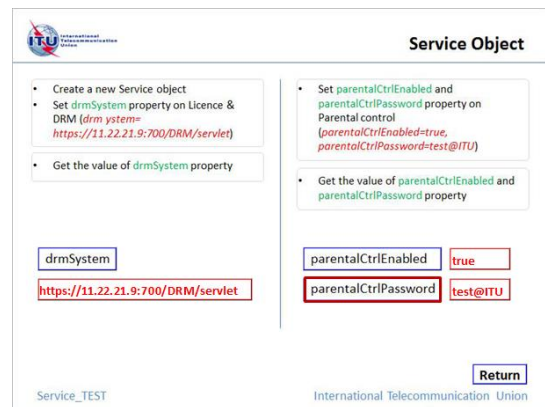 ITU International
Telecommunication
Union
Service Object
• Create a new Service object
• Set drmSystem property on Licence &
DRM (drm ystem=
https://11.22.21.9:700/DRM/servlet)
• Get the value of drmSystem property
drmSystem
https://11.22.21.9:700/DRM/servlet
• Set parentalCtrlEnabled and
parentalCtrlPassword property on
Parental control
(parentalCtrlEnabled=true,
parentalCtrlPassword=test@ITU)
• Get the value of parentalCtrlEnabled and
parentalCtrlPassword property
parentalCtrlEnabled true
parentalCtrlPassword test@ITU
Return
Service_TEST
International Telecommunication Union